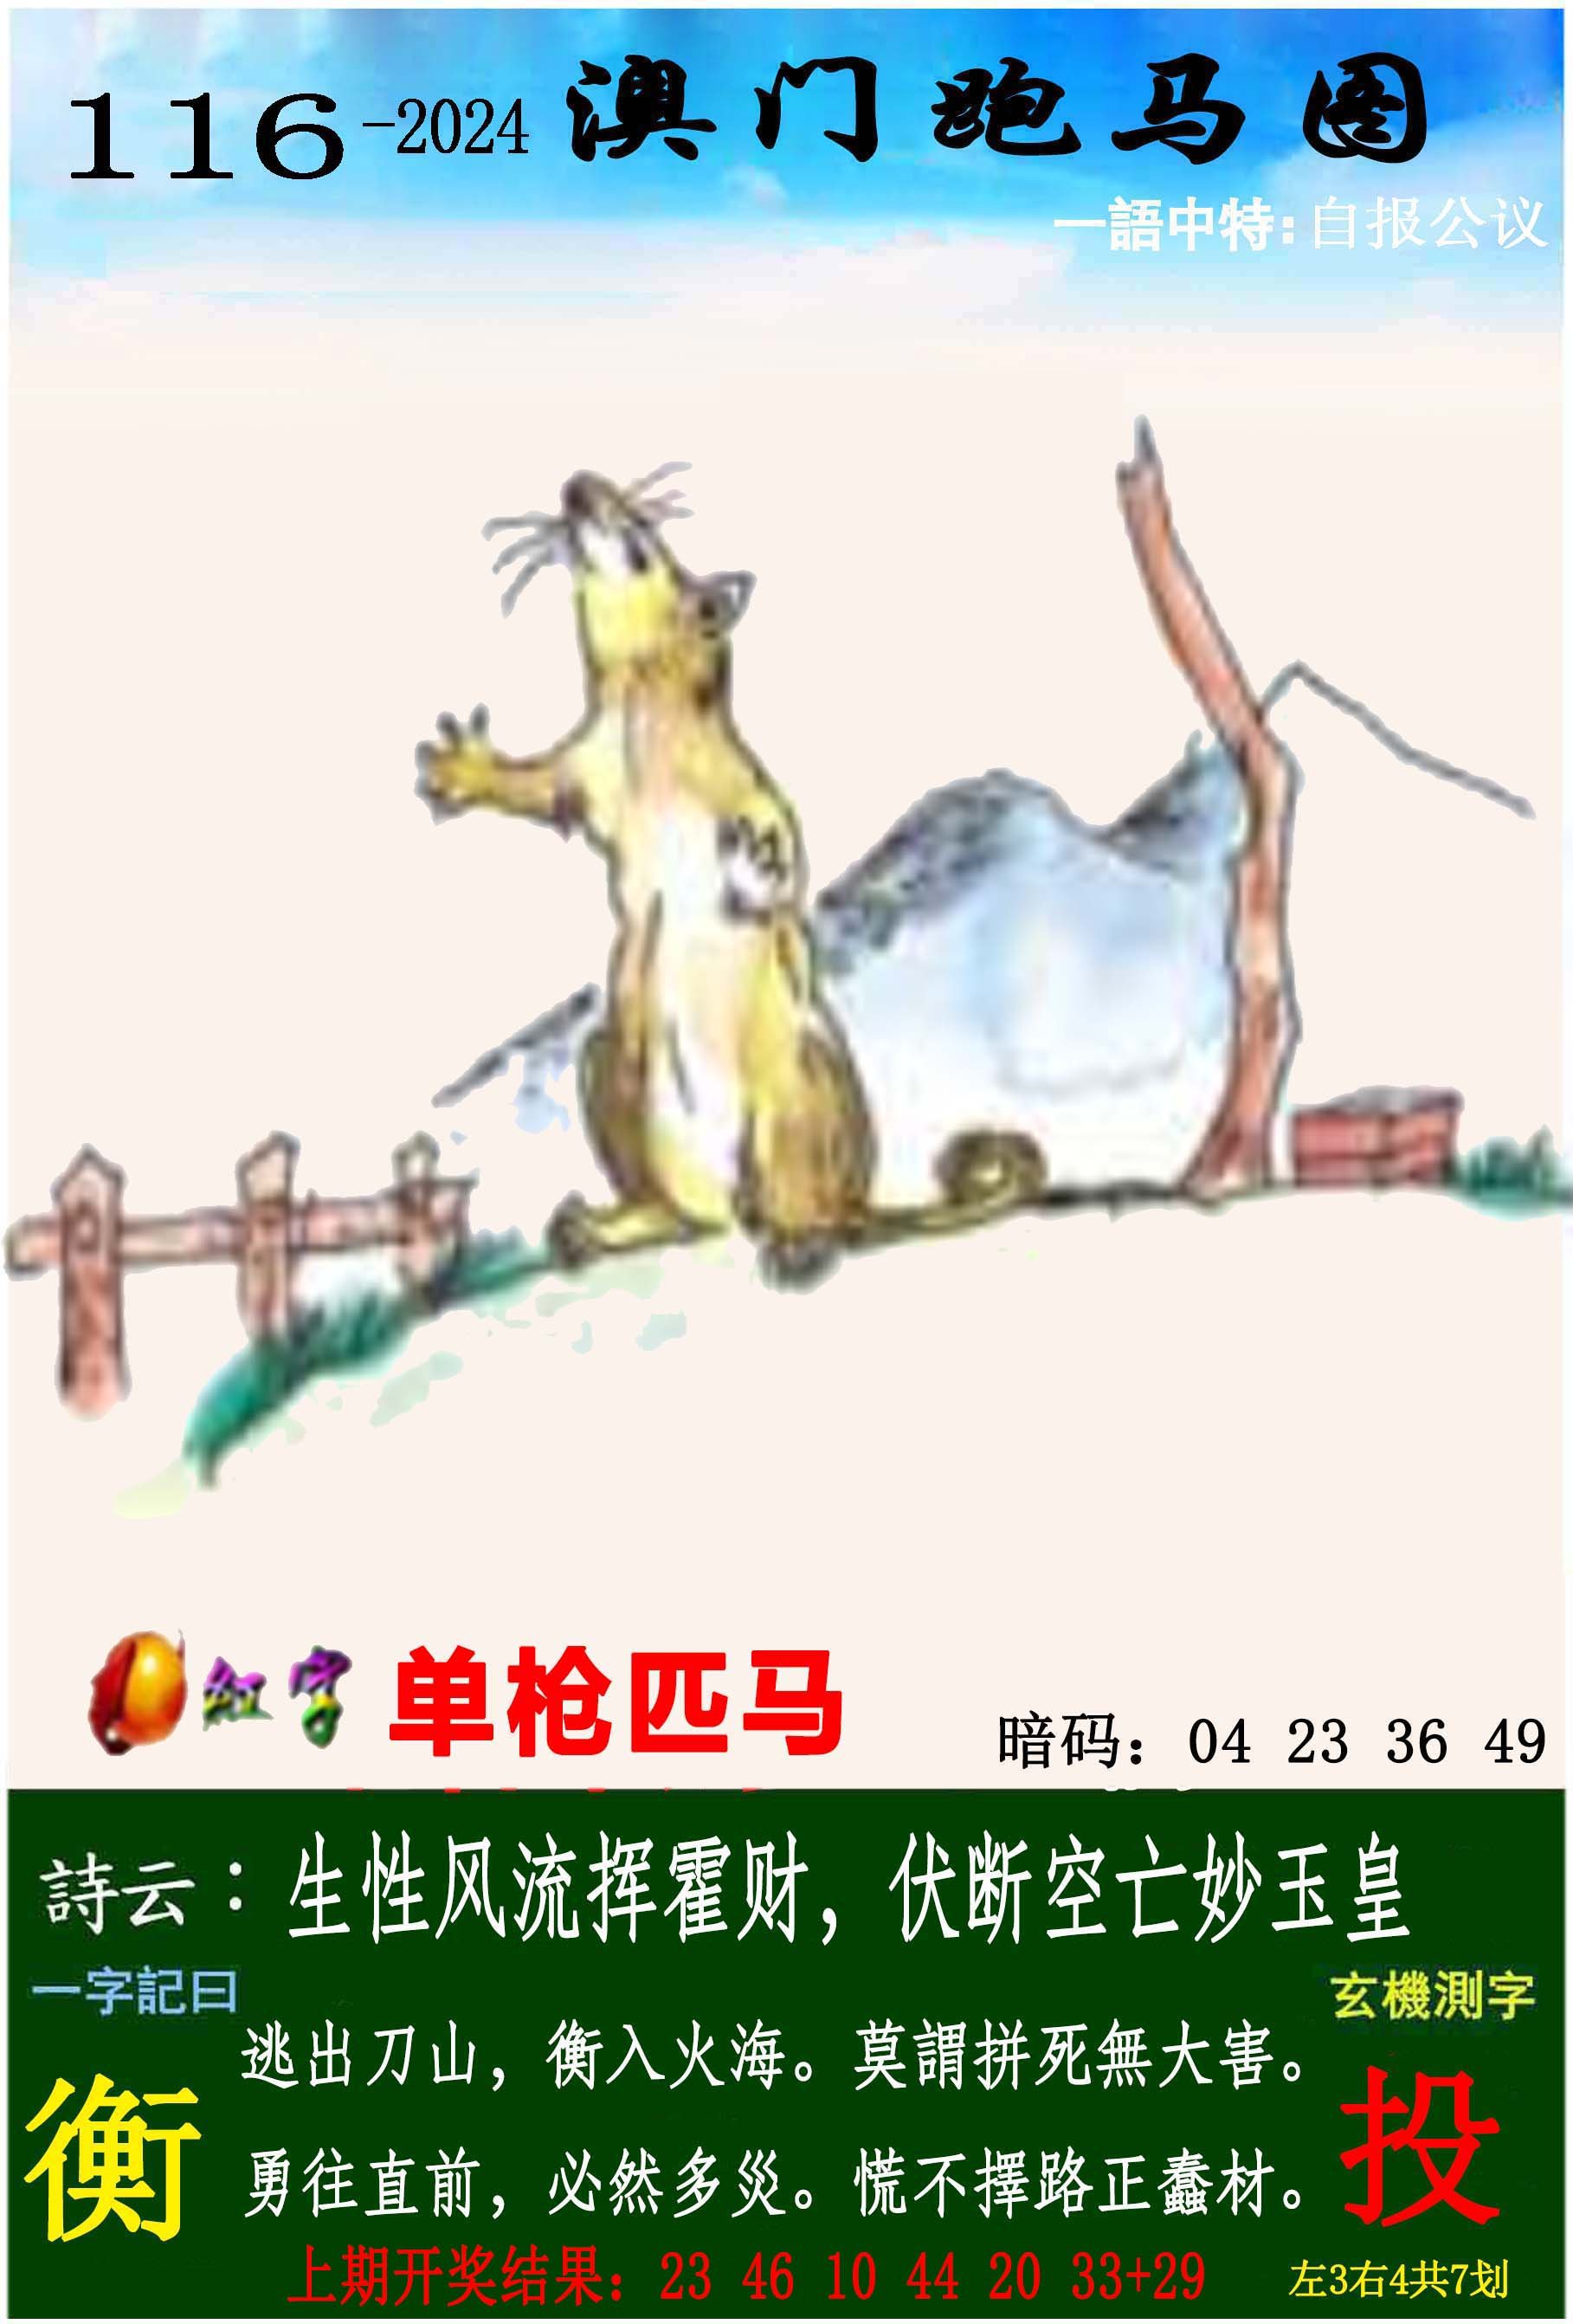 116-2024 澳门跑马图
一語中特:自报公议
红字 单枪匹马
暗码：04 23 36 49
詩云：生性风流挥霍财，伏断空亡妙玉皇
一字記曰
衡
逃出刀山，衡入火海。莫謂拼死無大害。
勇往直前，必然多災。慌不擇路正蠢材。
玄機測字
投
上期开奖结果：23 46 10 44 20 33+29
左3右4共7划